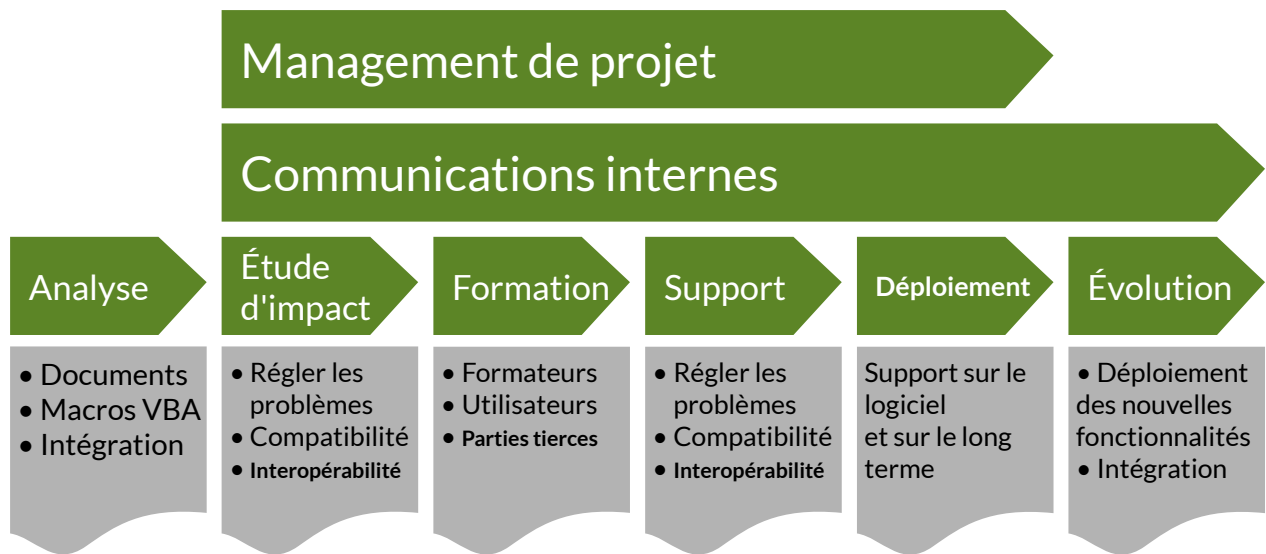 Management de projet
Communications internes
Analyse
Étude
d'impact
Formation
Support
Déploiement
Évolution
• Documents
• Macros VBA
• Intégration
• Régler les
problèmes
• Compatibilité
• Interopérabilité
• Formateurs
• Utilisateurs
• Parties tierces
• Régler les
problèmes
• Compatibilité
• Interopérabilité
Support sur le
logiciel
et sur le long
terme
• Déploiement
des nouvelles
fonctionnalités
• Intégration